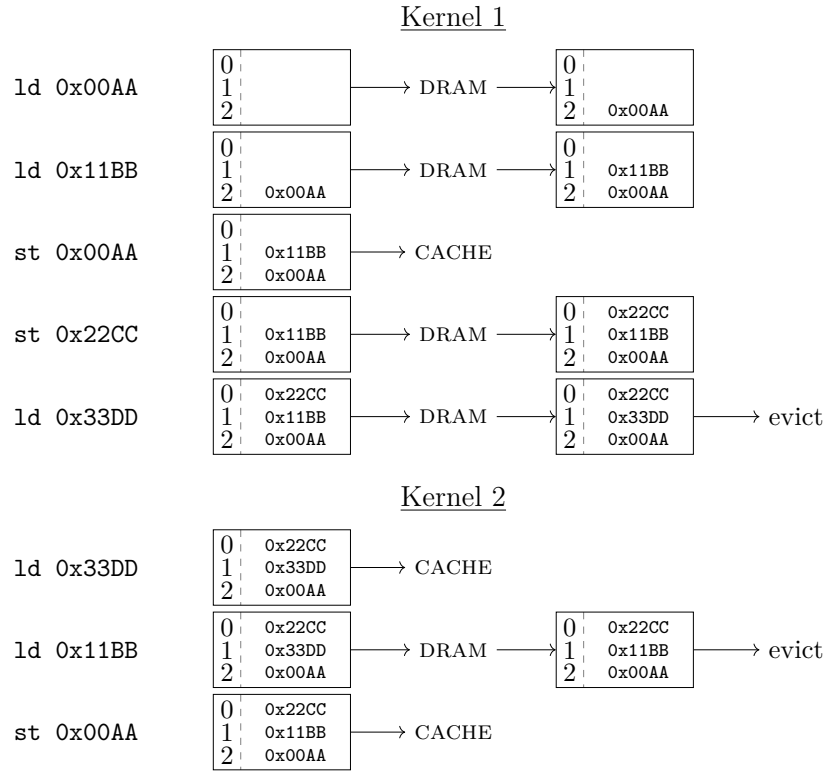 Kernel 1
0
ld 0x00AA 1 DRAM 1
2 2 0x00AA
0 0
ld 0x11BB 1 DRAM 1 0x11BB
2 0x00AA 2 0x00AA
0
st 0x00AA 1 0x11BB CACHE
2 0x00AA
0 0 0x22CC
st 0x22CC 1 0x11BB DRAM 1 0x11BB
2 0x00AA 2 0x00AA
0 0x22CC 0 0x22CC
ld 0x33DD 1 0x11BB DRAM 1 0x33DD evict
2 0x00AA 2 0x00AA
Kernel 2
0 0x22CC
ld 0x33DD 1 0x33DD CACHE
2 0x00AA
0 0x22CC 0 0x22CC
ld 0x11BB 1 0x33DD DRAM 1 0x11BB evict
2 0x00AA 2 0x00AA
0 0x22CC
st 0x00AA 1 0x11BB CACHE
2 0x00AA